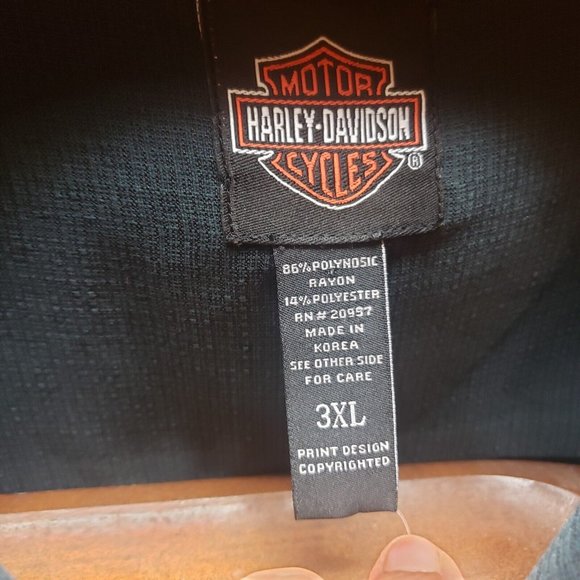 MOTOR
HARLEY-DAVIDSON
CYCLES
®
86% POLYNOSIC
RAYON
14% POLYESTER
RN # 20957
MADE IN
KOREA
SEE OTHER SIDE
FOR CARE
3XL
PRINT DESIGN
COPYRIGHTED